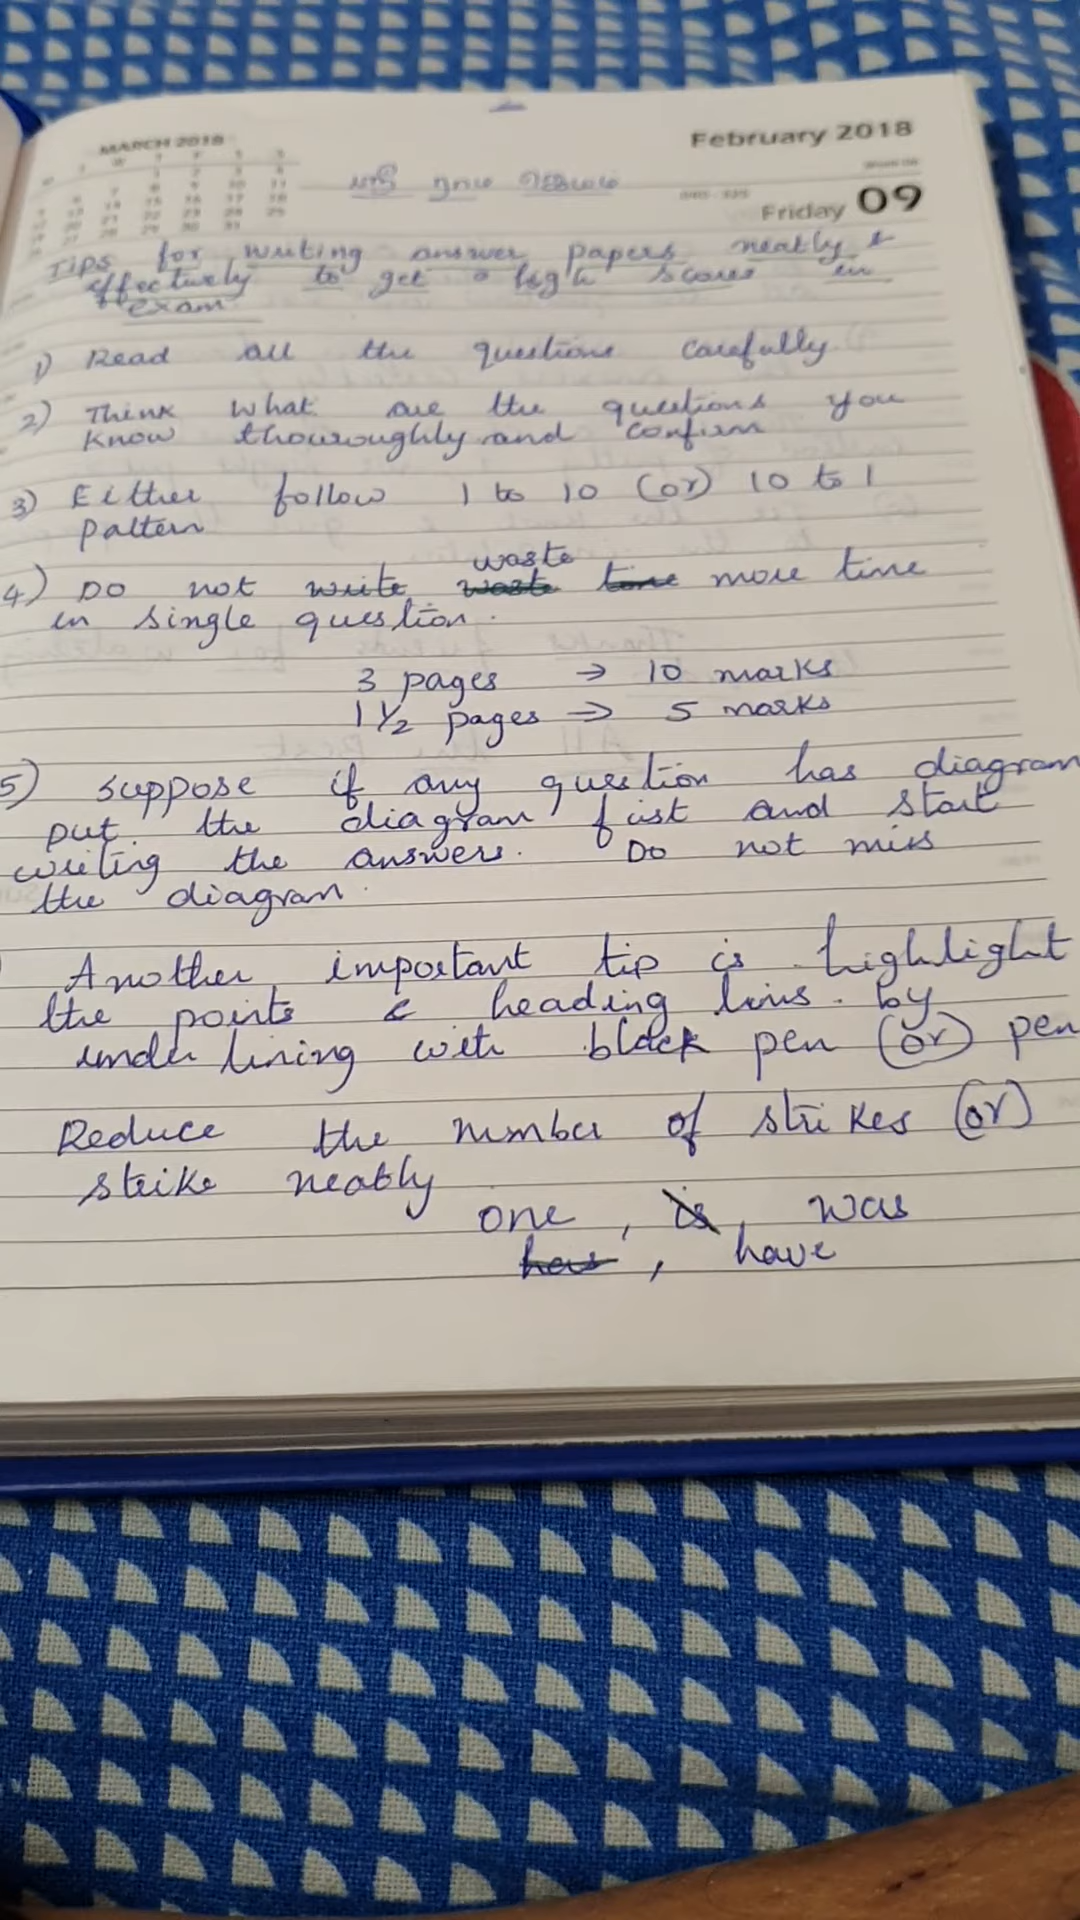 MARCH 2018
February 2018
Friday 09
Tips for writing answer papers neatly &
effectively to get a high scores in
exam
1) Read all the questions carefully.
2) Think what are the questions you
know thouroughly and confirm
3) Either follow 1 to 10 (or) 10 to 1
pattern
waste
4) Do not write waste time more time
in single question.
3 pages → 10 marks
1 1/2 pages → 5 marks
5) suppose if any question has diagram
put the diagram first and start
writing the answers. Do not miss
the diagram.
Another important tip is highlight
the points & heading lines. by
under lining with black pen (or) pen
Reduce the number of strikes (or)
strike neatly
one, is, was
has, have